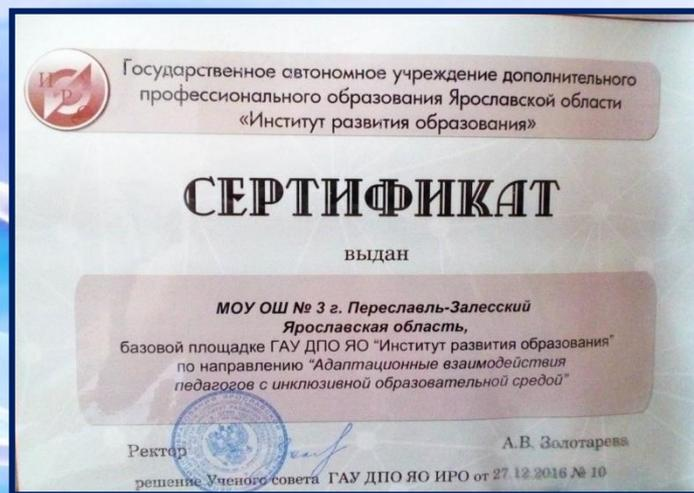 ИРО
Государственное автономное учреждение дополнительного
профессионального образования Ярославской области
«Институт развития образования»
СЕРТИФИКАТ
выдан
МОУ ОШ № 3 г. Переславль-Залесский
Ярославская область,
базовой площадке ГАУ ДПО ЯО "Институт развития образования"
по направлению "Адаптационные взаимодействия
педагогов с инклюзивной образовательной средой"
Ректор А.В. Золотарева
решение Ученого совета ГАУ ДПО ЯО ИРО от 27.12.2016 № 10